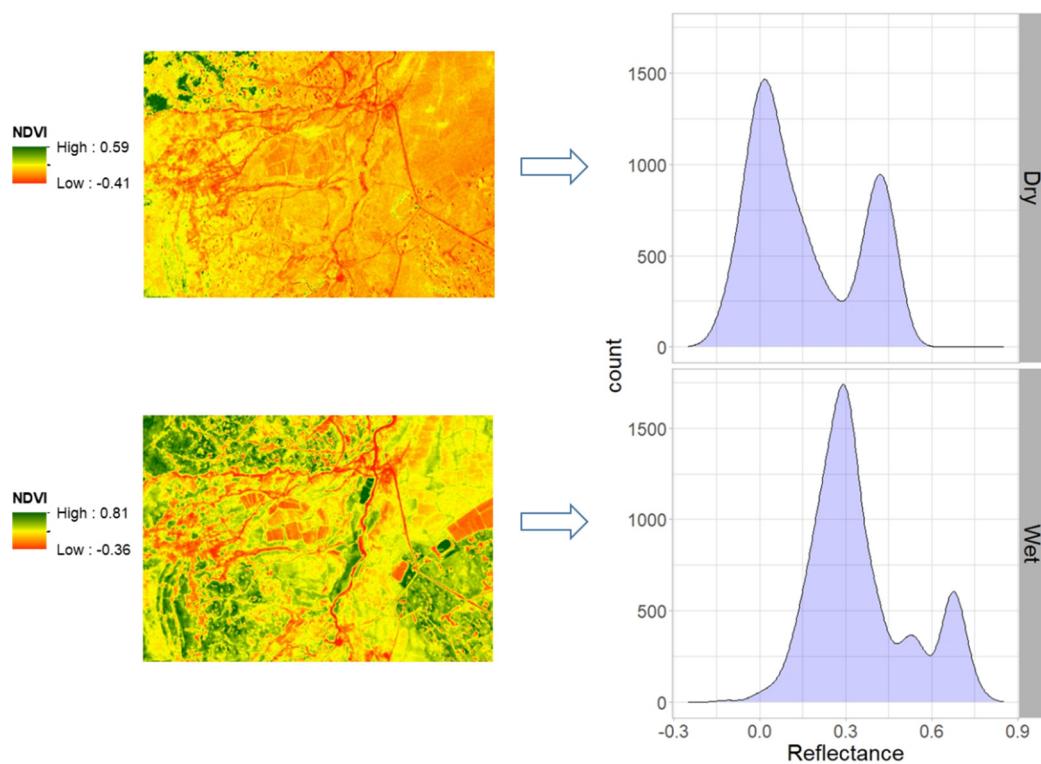 NDVI
High : 0.59
Low : -0.41
NDVI
High : 0.81
Low : -0.36
count
1500
1000
500
0
Dry
1500
1000
500
0
Wet
-0.3 0.0 0.3 0.6 0.9
Reflectance